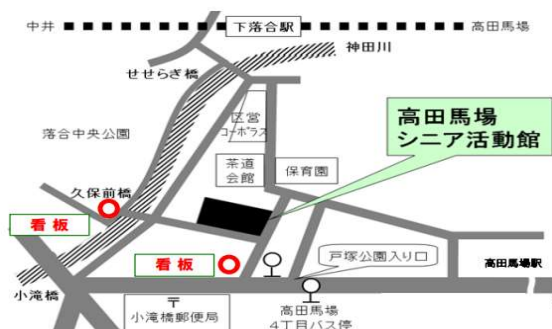 中井
下落合駅
高田馬場
神田川
せせらぎ橋
落合中央公園
区営
コーポラス
高田馬場
シニア活動館
茶道
会館
保育園
久保前橋
看板
看板
戸塚公園入り口
高田馬場駅
小滝橋
〒
小滝橋郵便局
高田馬場
4丁目バス停